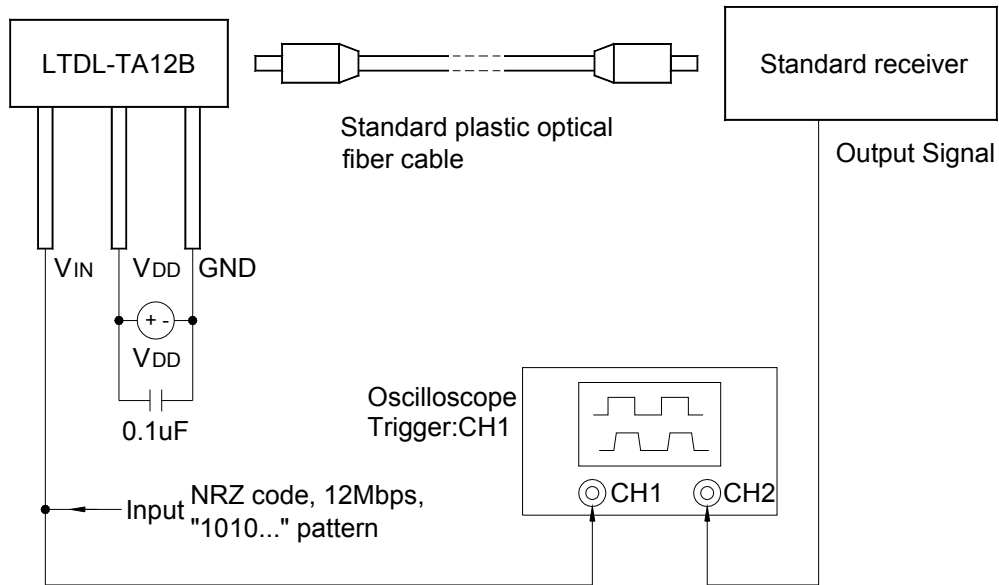 LTDL-TA12B
Standard receiver
Standard plastic optical
fiber cable
Output Signal
VIN
VDD
GND
+ -
VDD
0.1uF
Oscilloscope
Trigger:CH1
CH1
CH2
Input
NRZ code, 12Mbps,
"1010..." pattern